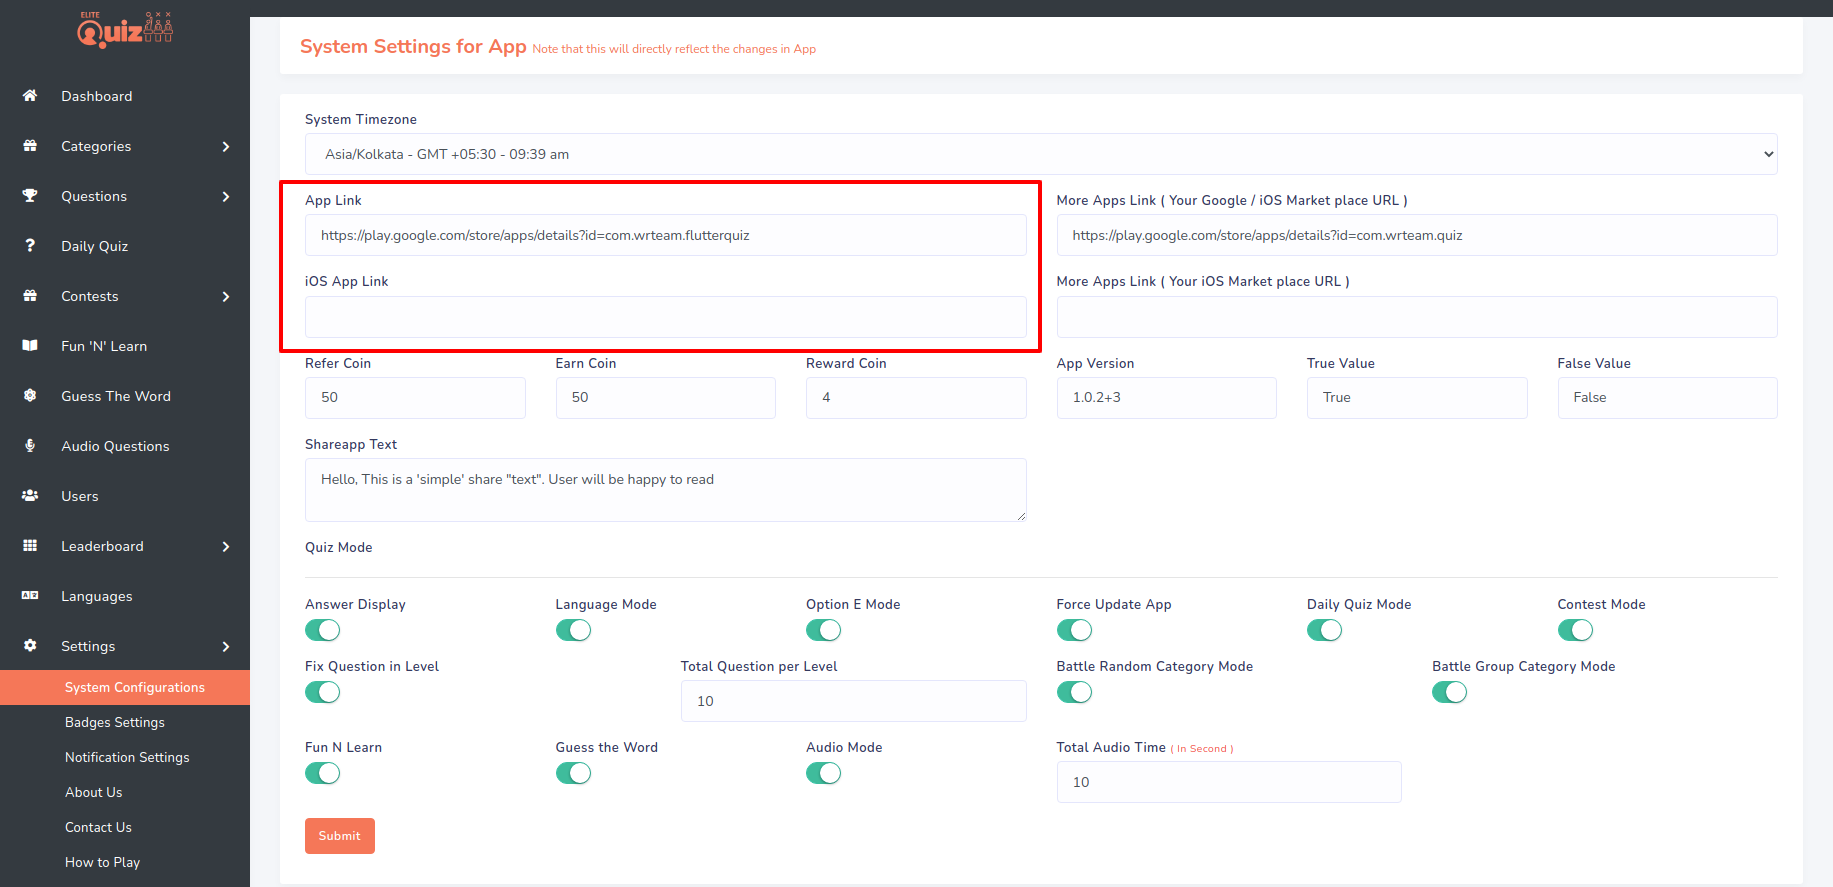 ELITE
Quiz
Dashboard
Categories
Questions
Daily Quiz
Contests
Fun 'N' Learn
Guess The Word
Audio Questions
Users
Leaderboard
Languages
Settings
System Configurations
Badges Settings
Notification Settings
About Us
Contact Us
How to Play
System Settings for App Note that this will directly reflect the changes in App
System Timezone
Asia/Kolkata - GMT +05:30 - 09:39 am
App Link
https://play.google.com/store/apps/details?id=com.wrteam.flutterquiz
More Apps Link ( Your Google / iOS Market place URL )
https://play.google.com/store/apps/details?id=com.wrteam.quiz
iOS App Link
More Apps Link ( Your iOS Market place URL )
Refer Coin
50
Earn Coin
50
Reward Coin
4
App Version
1.0.2+3
True Value
True
False Value
False
Shareapp Text
Hello, This is a 'simple' share "text". User will be happy to read
Quiz Mode
Answer Display
Language Mode
Option E Mode
Force Update App
Daily Quiz Mode
Contest Mode
Fix Question in Level
Total Question per Level
10
Battle Random Category Mode
Battle Group Category Mode
Fun N Learn
Guess the Word
Audio Mode
Total Audio Time ( In Second )
10
Submit